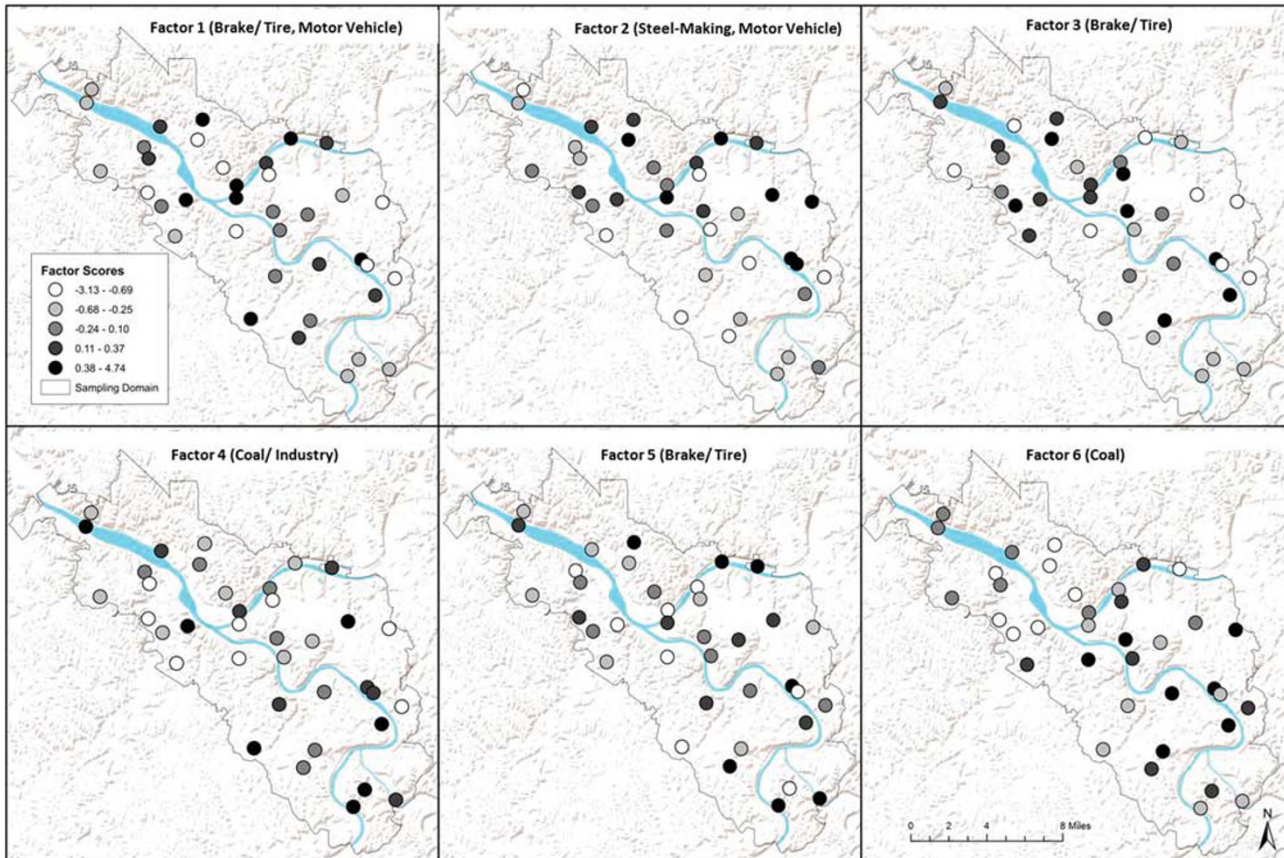 Factor 1 (Brake/ Tire, Motor Vehicle)
Factor 2 (Steel-Making, Motor Vehicle)
Factor 3 (Brake/ Tire)
Factor Scores
-3.13 - -0.69
-0.68 - -0.25
-0.24 - 0.10
0.11 - 0.37
0.38 - 4.74
Sampling Domain
Factor 4 (Coal/ Industry)
Factor 5 (Brake/ Tire)
Factor 6 (Coal)
N
0 2 4 8 Miles